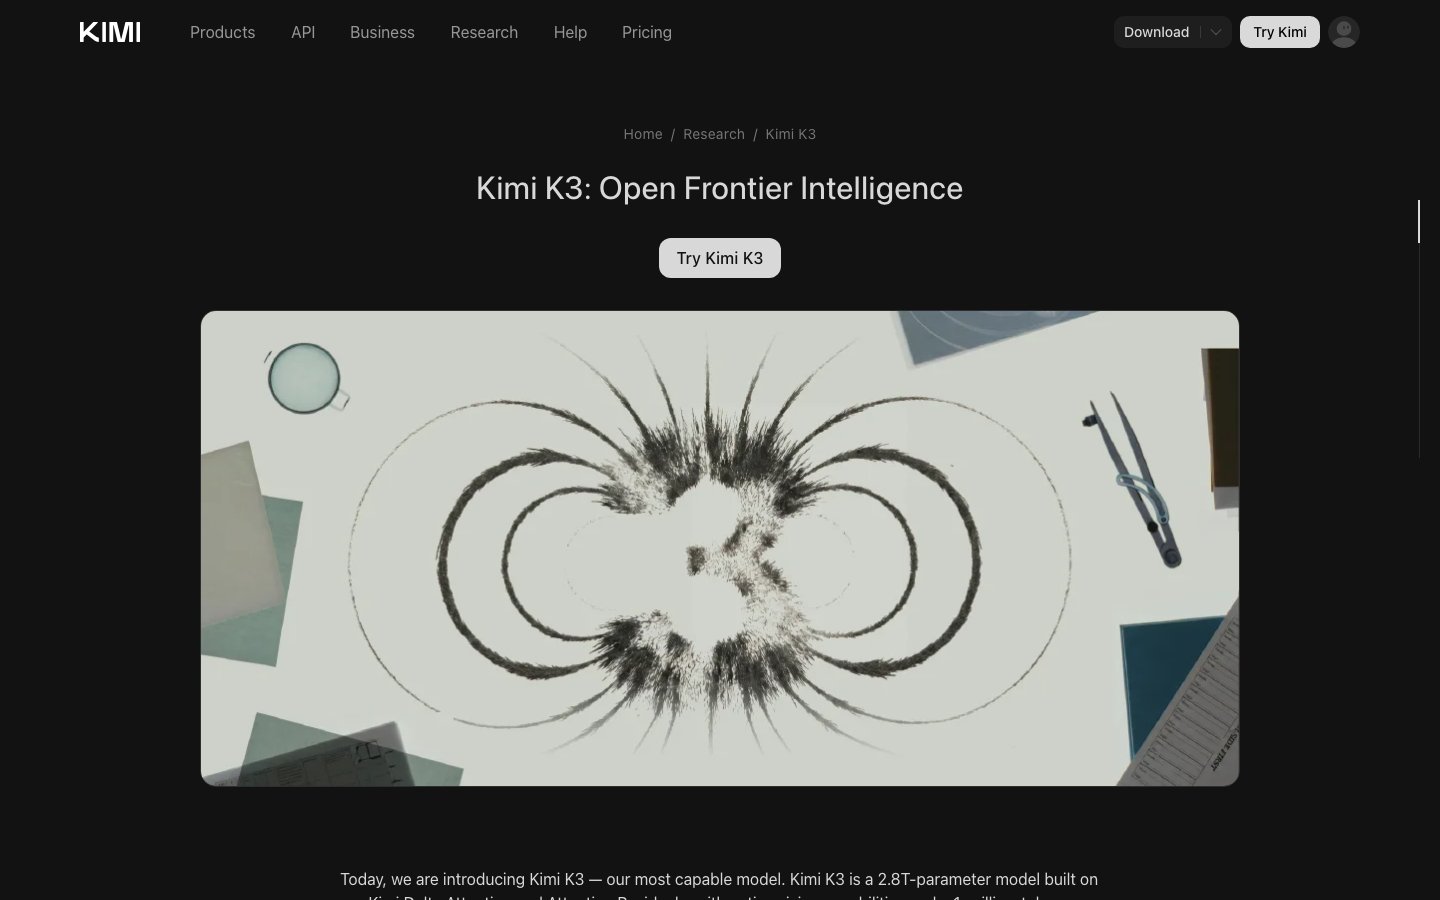 KIMI
Products
API
Business
Research
Help
Pricing
Download
Try Kimi
Home / Research / Kimi K3
Kimi K3: Open Frontier Intelligence
Try Kimi K3
SIDE FIRST
Today, we are introducing Kimi K3 — our most capable model. Kimi K3 is a 2.8T-parameter model built on